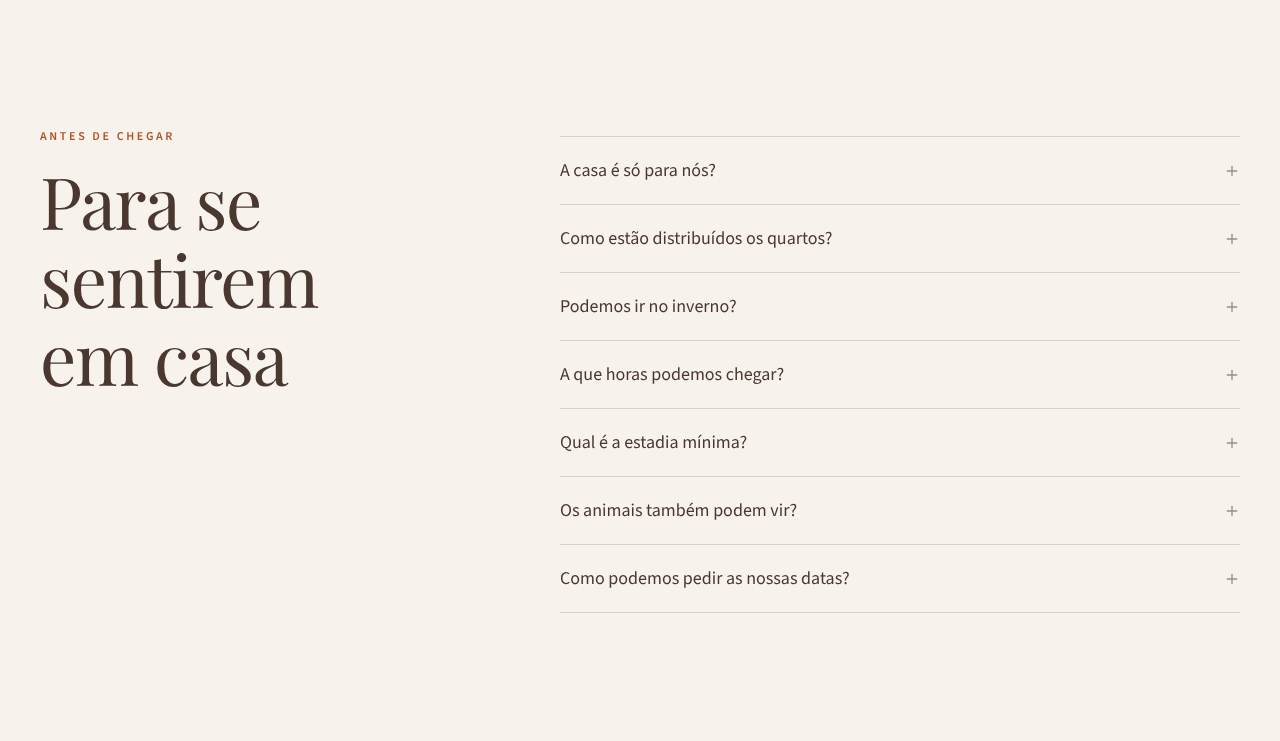 ANTES DE CHEGAR
Para se
sentirem
em casa
A casa é só para nós?
Como estão distribuídos os quartos?
Podemos ir no inverno?
A que horas podemos chegar?
Qual é a estadia mínima?
Os animais também podem vir?
Como podemos pedir as nossas datas?